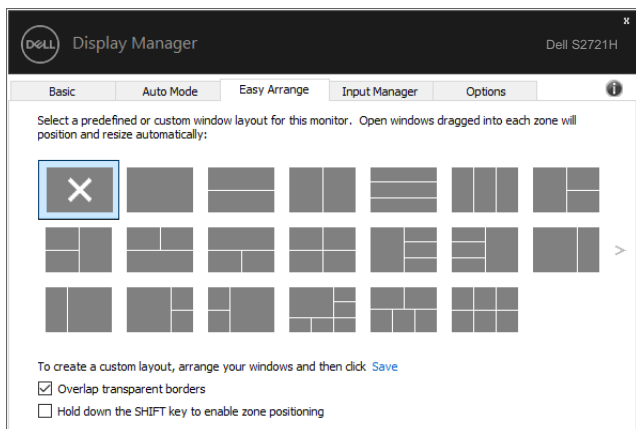 x
DELL Display Manager Dell S2721H
Basic Auto Mode Easy Arrange Input Manager Options i
Select a predefined or custom window layout for this monitor. Open windows dragged into each zone will
position and resize automatically:
>
To create a custom layout, arrange your windows and then click Save
Overlap transparent borders
Hold down the SHIFT key to enable zone positioning